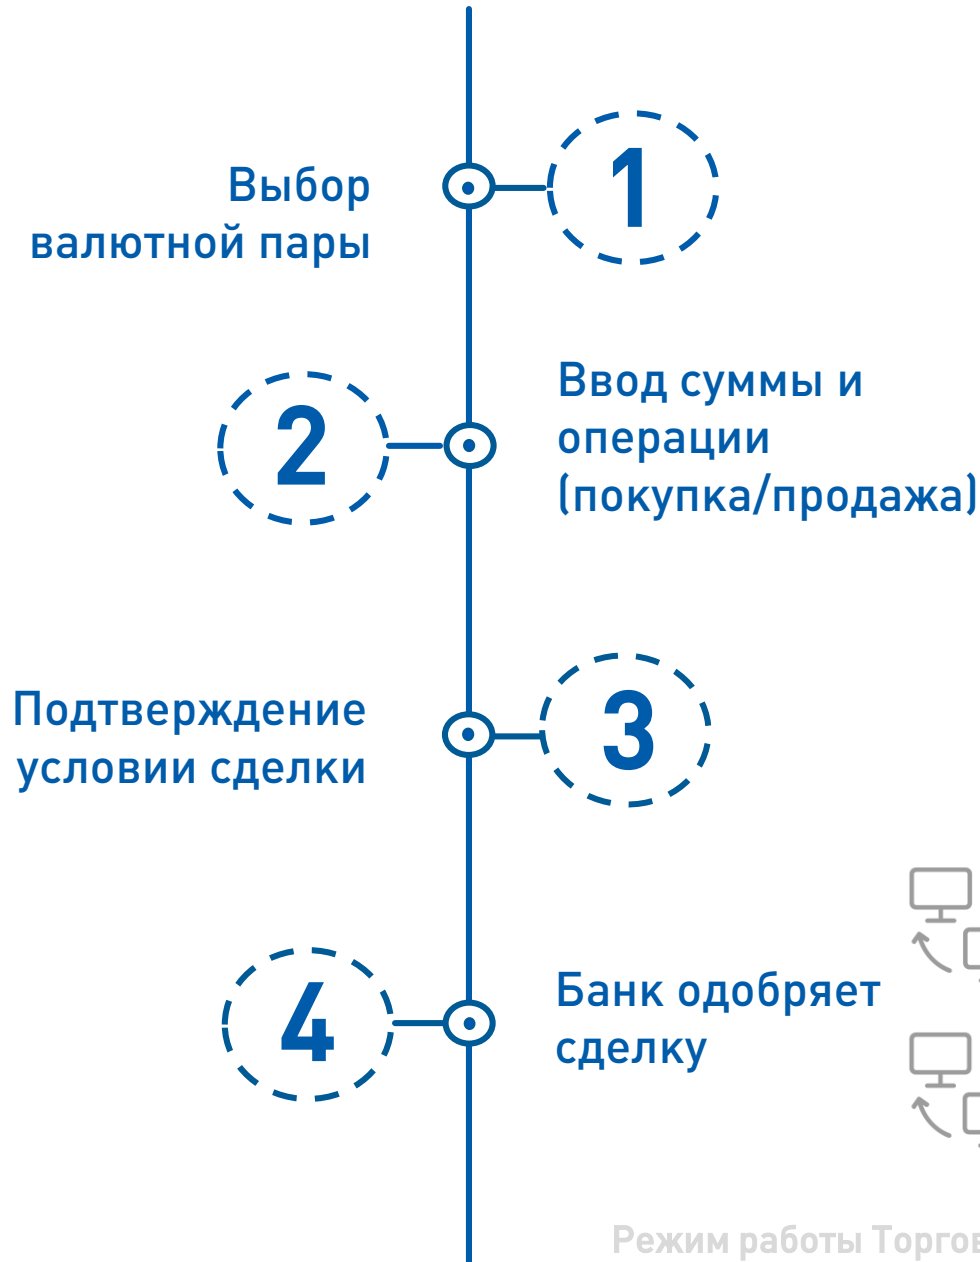 1
Выбор
валютной пары
2
Ввод суммы и
операции
(покупка/продажа)
3
Подтверждение
условии сделки
4
Банк одобряет
сделку
Режим работы